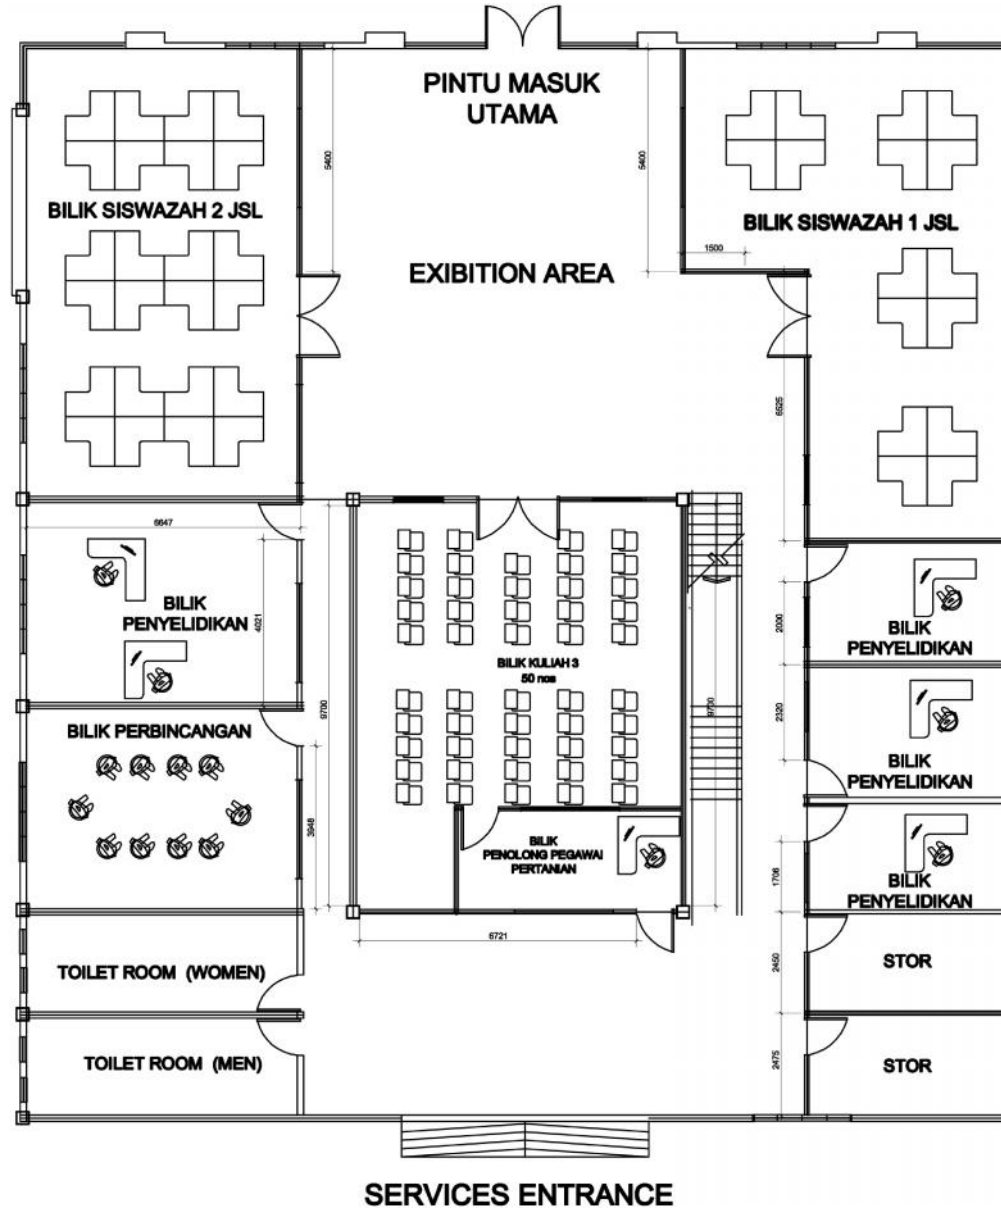 PINTU MASUK
UTAMA
5400
5400
BILIK SISWAZAH 2 JSL
BILIK SISWAZAH 1 JSL
1500
EXIBITION AREA
6525
6647
BILIK
PENYELIDIKAN
4021
BILIK KULIAH 3
50 nos
2000
BILIK
PENYELIDIKAN
9700
9700
2320
BILIK PERBINCANGAN
BILIK
PENYELIDIKAN
3948
BILIK
PENOLONG PEGAWAI
PERTANIAN
1706
BILIK
PENYELIDIKAN
6721
TOILET ROOM (WOMEN)
2450
STOR
TOILET ROOM (MEN)
2475
STOR
SERVICES ENTRANCE